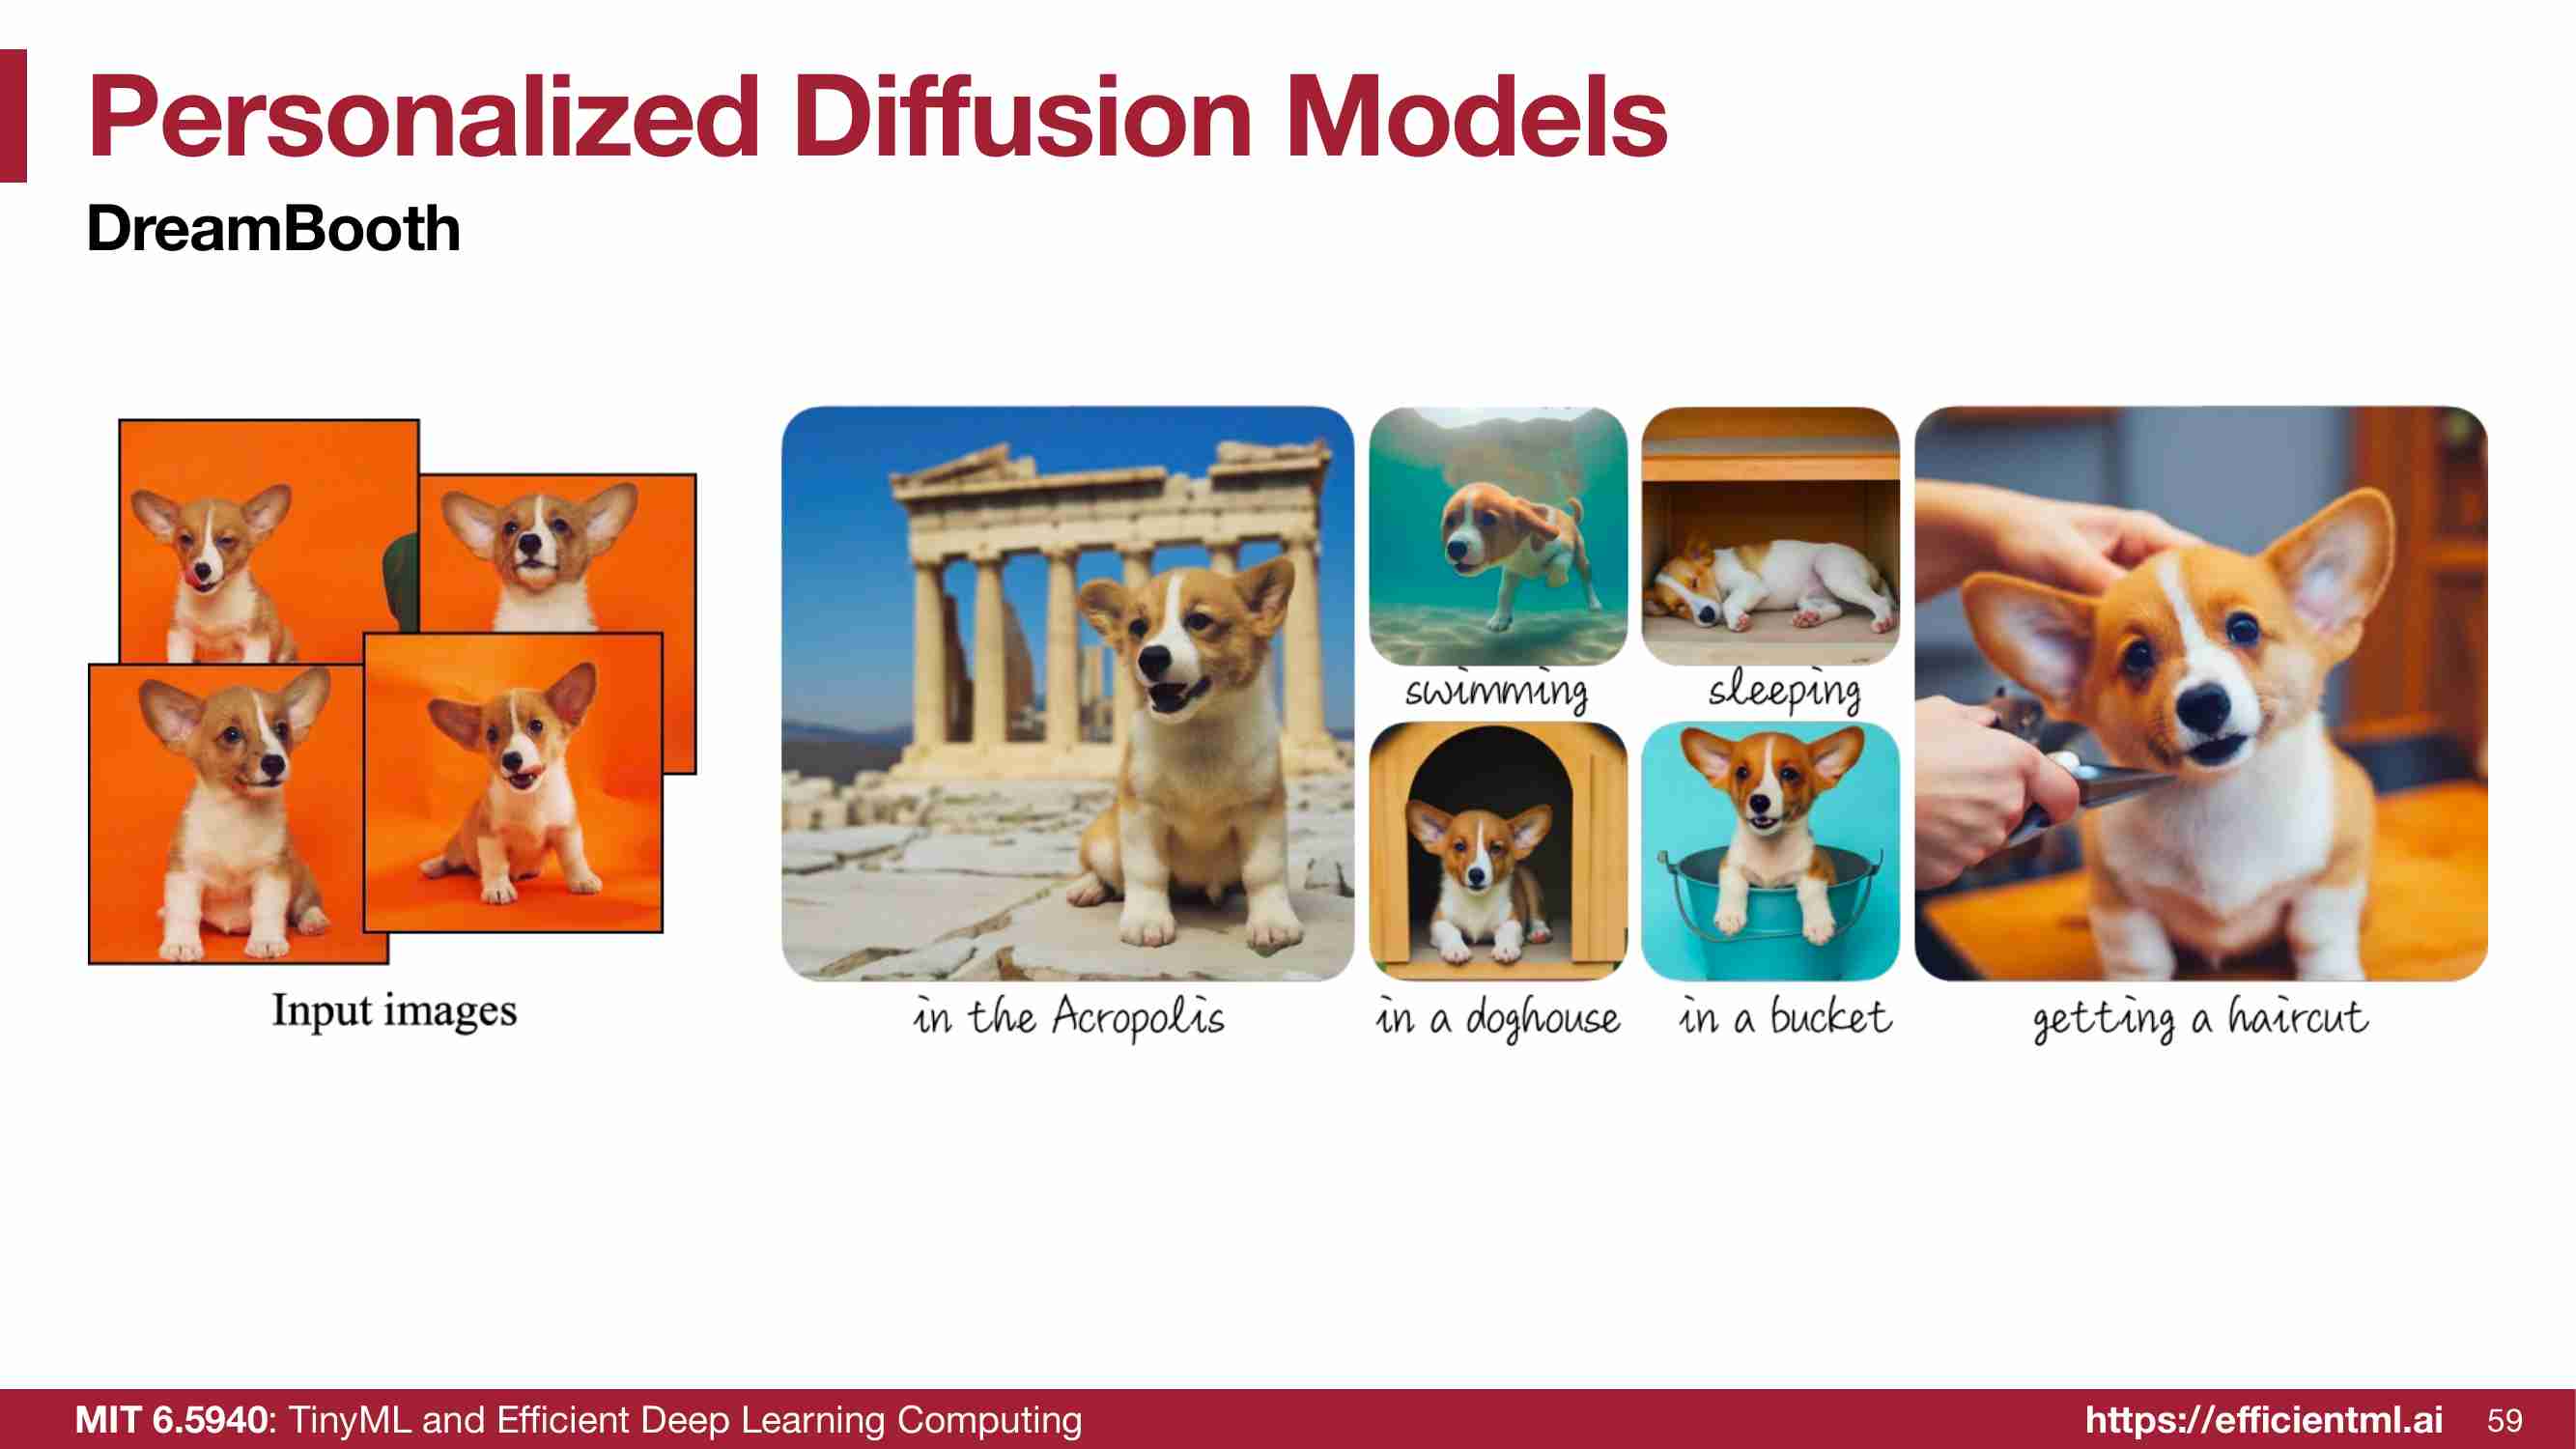 Personalized Diffusion Models
DreamBooth
Input images
in the Acropolis
swimming
sleeping
in a doghouse
in a bucket
getting a haircut
MIT 6.5940: TinyML and Efficient Deep Learning Computing
https://efficientml.ai
59